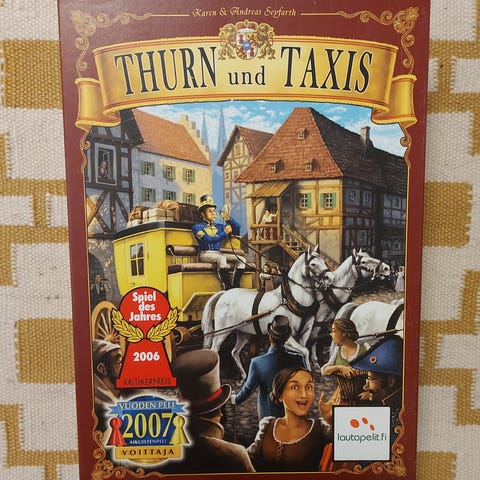 Karen & Andreas Seyfarth
THURN und TAXIS
Spiel
des
Jahres
2006
KRITIKERPREIS
VUODEN PELI
2007
AIKUISTENPELI
VOITTAJA
lautapelit.fi